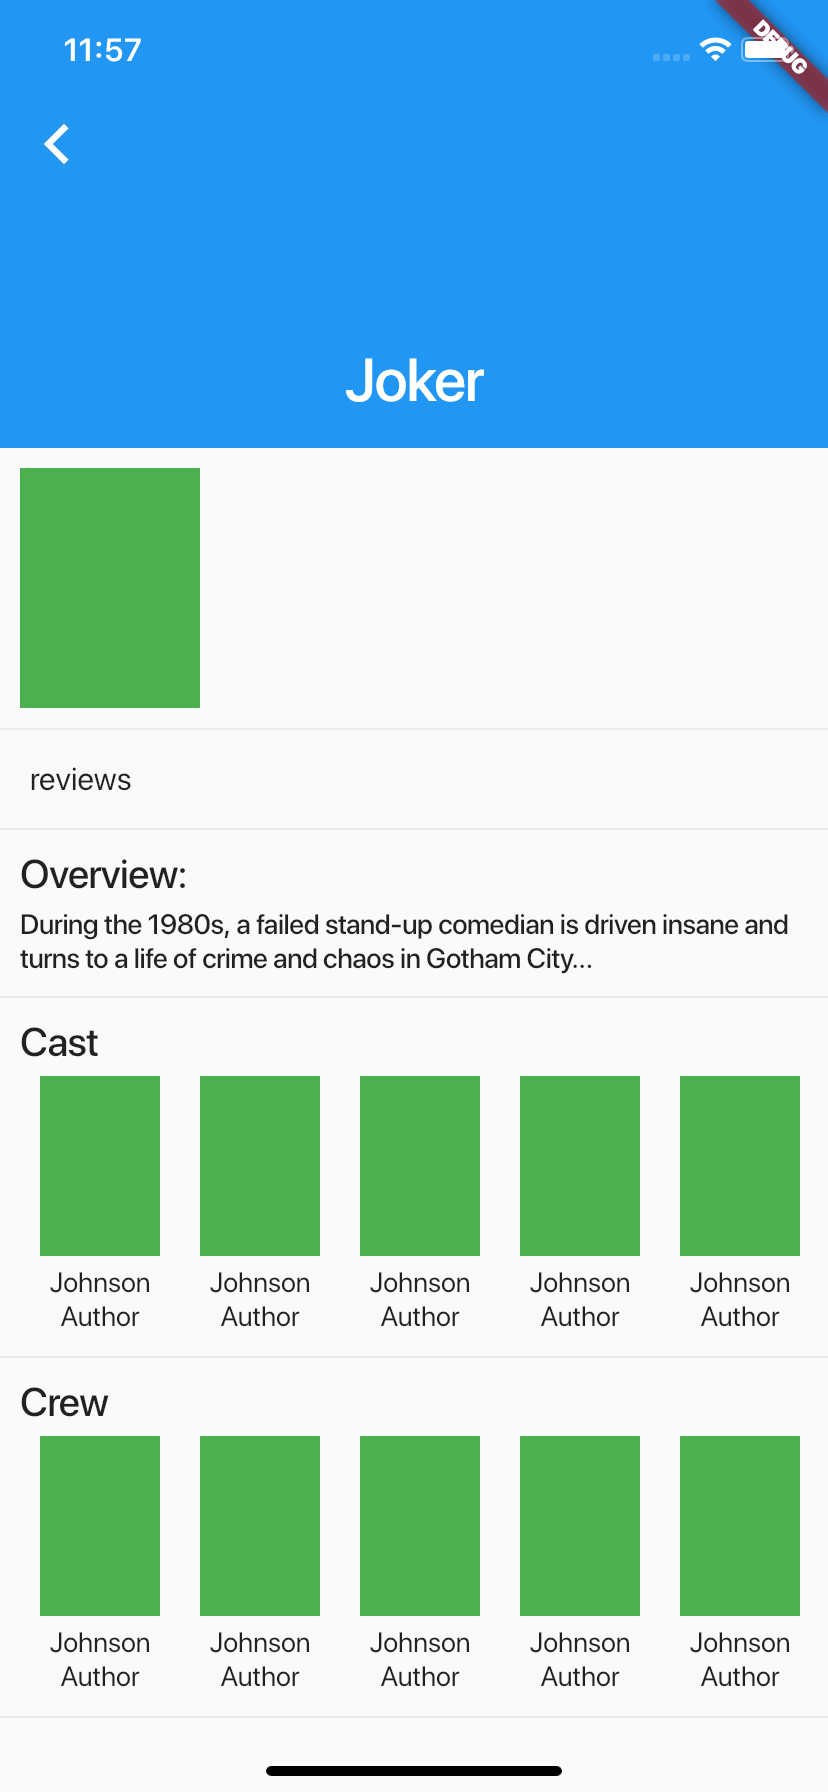 11:57
DEBUG
Joker
reviews
Overview:
During the 1980s, a failed stand-up comedian is driven insane and
turns to a life of crime and chaos in Gotham City...
Cast
Johnson Johnson Johnson Johnson Johnson
Author Author Author Author Author
Crew
Johnson Johnson Johnson Johnson Johnson
Author Author Author Author Author